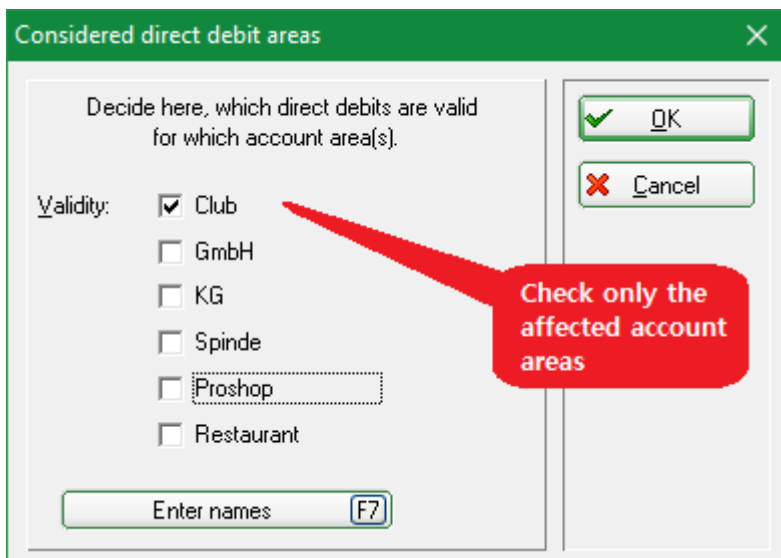 Considered direct debit areas
Decide here, which direct debits are valid
for which account area(s).
OK
Cancel
Validity:
Club
GmbH
KG
Spinde
Proshop
Restaurant
Check only the
affected account
areas
Enter names F7